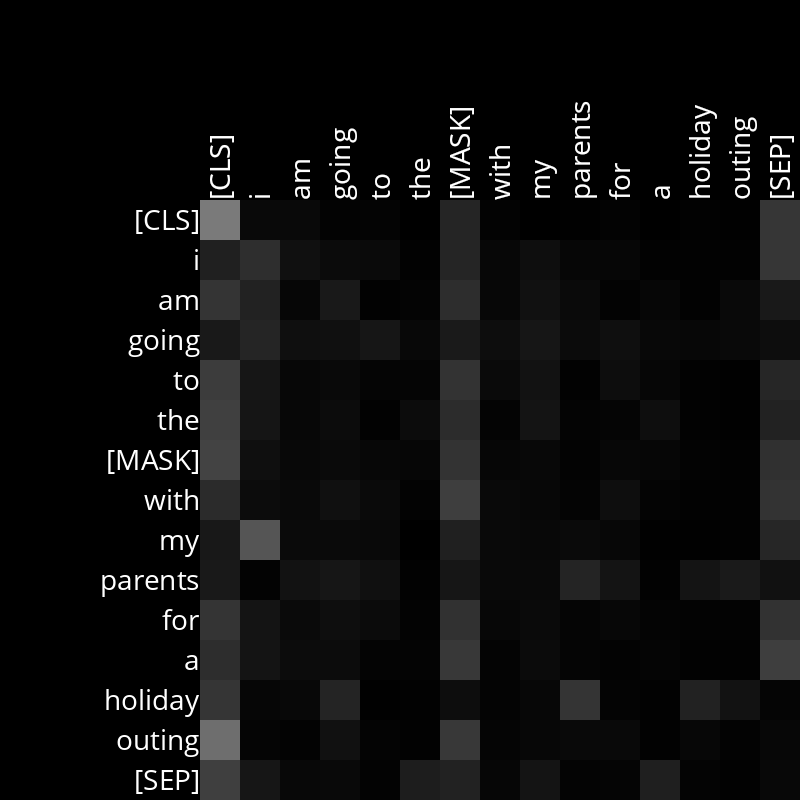 [CLS] i am going to the [MASK] with my parents for a holiday outing [SEP]
[CLS]
i
am
going
to
the
[MASK]
with
my
parents
for
a
holiday
outing
[SEP]